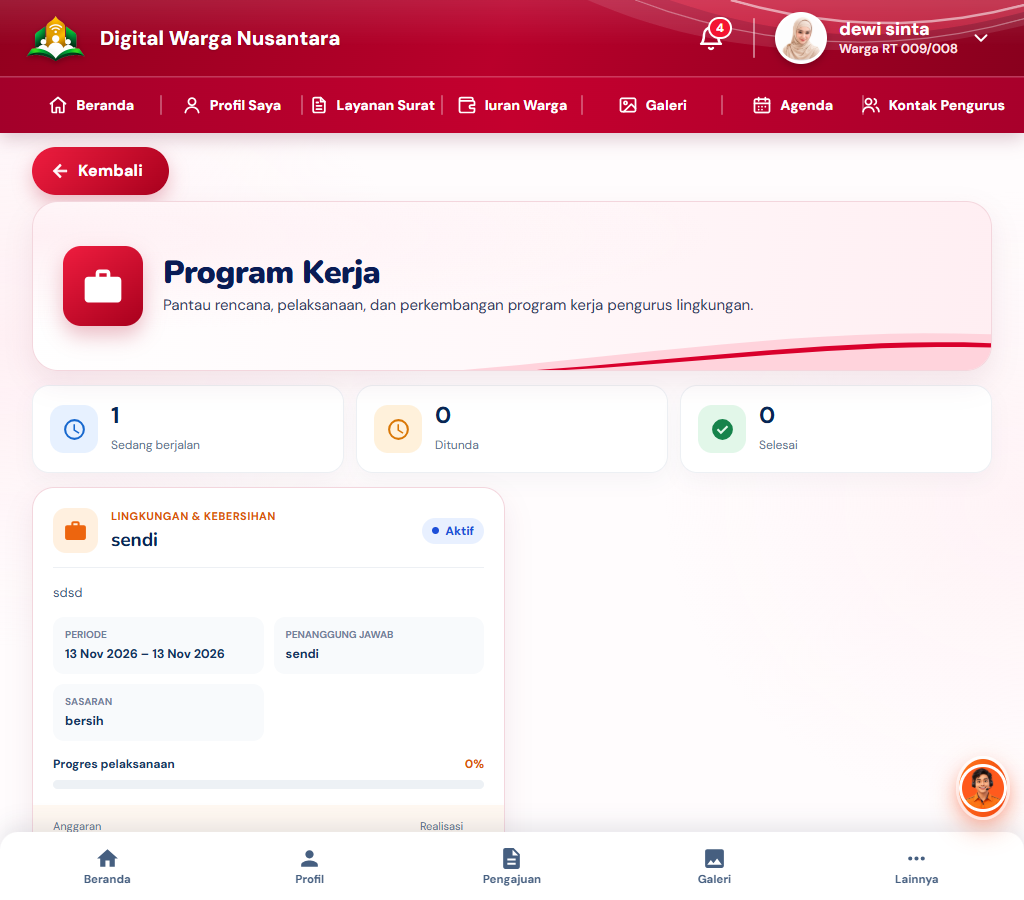 Digital Warga Nusantara
4
dewi sinta
Warga RT 009/008
Beranda
Profil Saya
Layanan Surat
Iuran Warga
Galeri
Agenda
Kontak Pengurus
Kembali
Program Kerja
Pantau rencana, pelaksanaan, dan perkembangan program kerja pengurus lingkungan.
1
Sedang berjalan
0
Ditunda
0
Selesai
LINGKUNGAN & KEBERSIHAN
sendi
Aktif
sdsd
PERIODE
13 Nov 2026 – 13 Nov 2026
PENANGGUNG JAWAB
sendi
SASARAN
bersih
Progres pelaksanaan
0%
Anggaran
Realisasi
Beranda
Profil
Pengajuan
Galeri
Lainnya